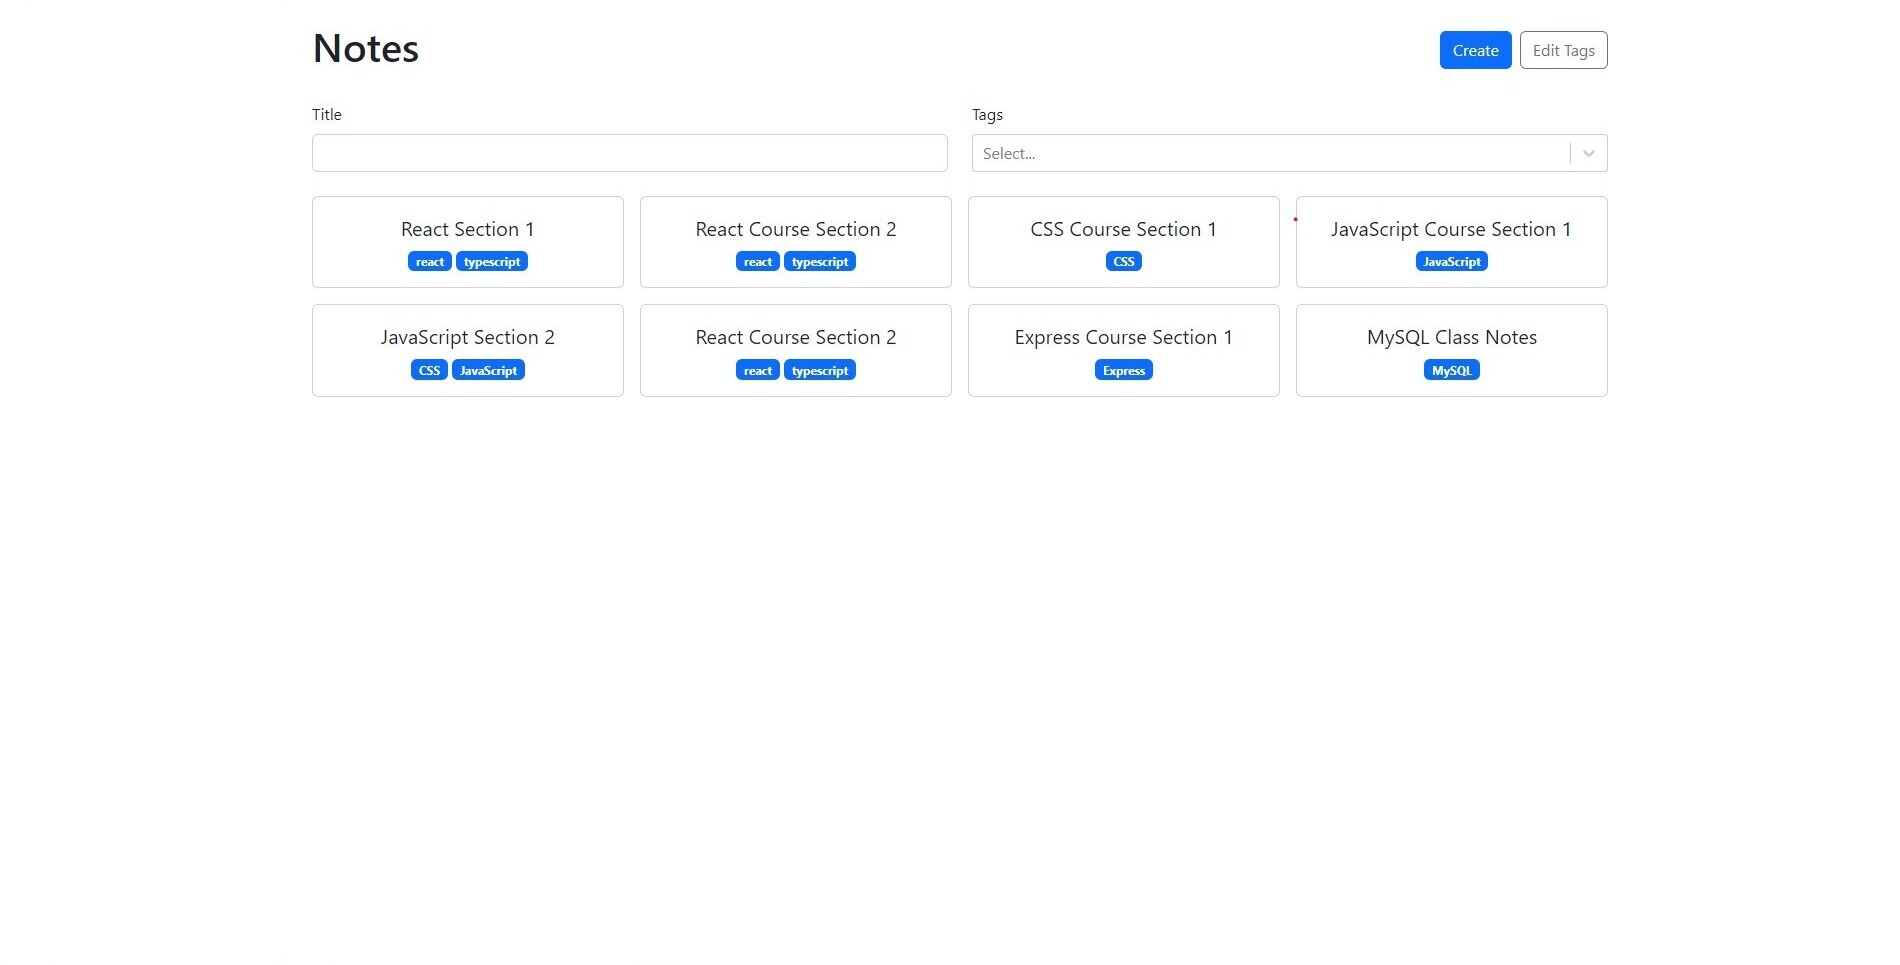 Notes
Create
Edit Tags
Title
Tags
Select...
React Section 1
react typescript
React Course Section 2
react typescript
CSS Course Section 1
CSS
JavaScript Course Section 1
JavaScript
JavaScript Section 2
CSS JavaScript
React Course Section 2
react typescript
Express Course Section 1
Express
MySQL Class Notes
MySQL